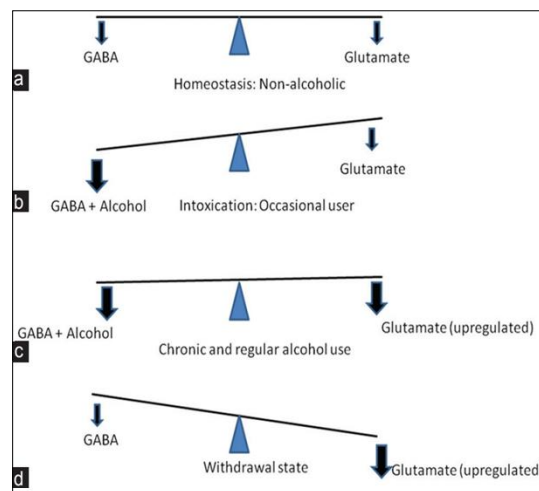 GABA
Glutamate
a
Homeostasis: Non-alcoholic
Glutamate
GABA + Alcohol
Intoxication: Occasional user
b
GABA + Alcohol
Glutamate (upregulated)
Chronic and regular alcohol use
c
GABA
Withdrawal state
Glutamate (upregulated
d